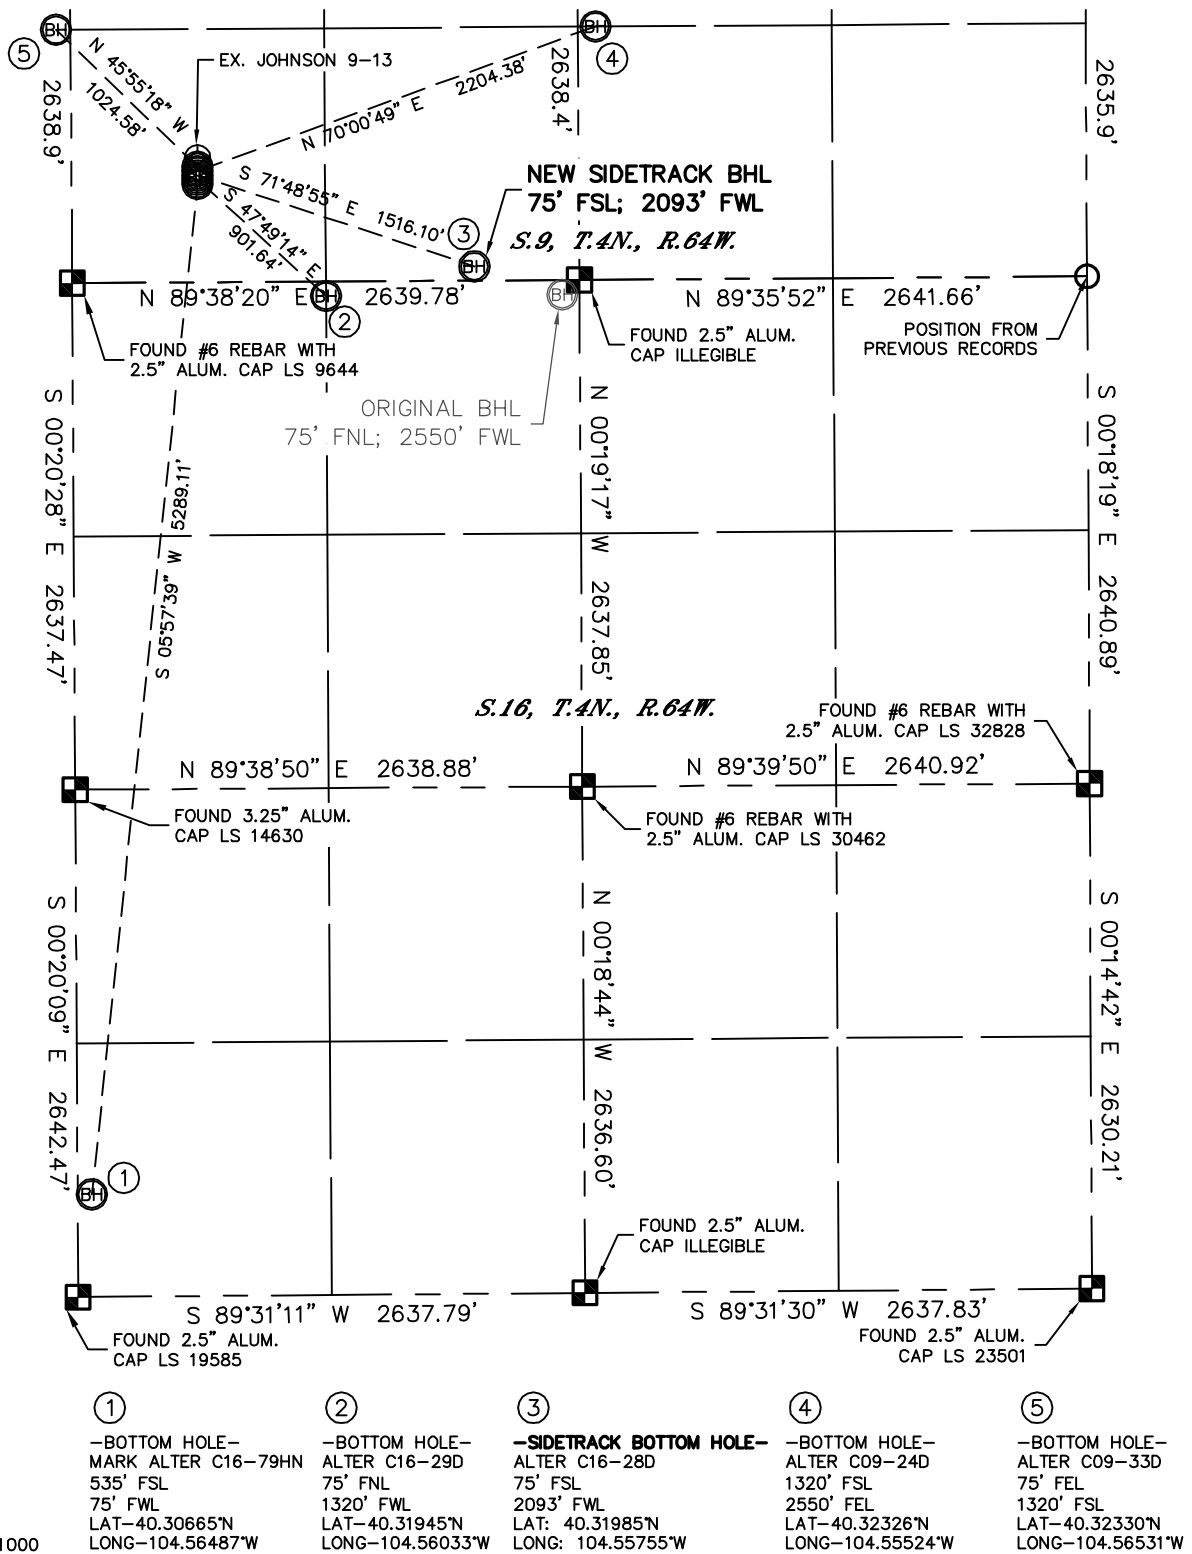 BH
5
EX. JOHNSON 9-13
BH
4
N 45°55'18" W
1024.58'
N 70°00'49" E 2204.38'
2638.9'
2638.4'
2635.9'
S 71°48'55" E 1516.10'
S 47°49'14" E
901.64'
NEW SIDETRACK BHL
75' FSL; 2093' FWL
3
BH
S.9, T.4N., R.64W.
N 89°38'20" E 2639.78'
BH
2
BH
N 89°35'52" E 2641.66'
FOUND #6 REBAR WITH
2.5" ALUM. CAP LS 9644
FOUND 2.5" ALUM.
CAP ILLEGIBLE
POSITION FROM
PREVIOUS RECORDS
ORIGINAL BHL
75' FNL; 2550' FWL
S 00°20'28" E 2637.47'
S 05°57'39" W 5289.11'
N 00°19'17" W 2637.85'
S 00°18'19" E 2640.89'
S.16, T.4N., R.64W.
FOUND #6 REBAR WITH
2.5" ALUM. CAP LS 32828
N 89°38'50" E 2638.88'
N 89°39'50" E 2640.92'
FOUND 3.25" ALUM.
CAP LS 14630
FOUND #6 REBAR WITH
2.5" ALUM. CAP LS 30462
S 00°20'09" E 2642.47'
N 00°18'44" W 2636.60'
S 00°14'42" E 2630.21'
BH
1
FOUND 2.5" ALUM.
CAP ILLEGIBLE
S 89°31'11" W 2637.79'
S 89°31'30" W 2637.83'
FOUND 2.5" ALUM.
CAP LS 19585
FOUND 2.5" ALUM.
CAP LS 23501
1
-BOTTOM HOLE-
MARK ALTER C16-79HN
535' FSL
75' FWL
LAT-40.30665°N
LONG-104.56487°W
2
-BOTTOM HOLE-
ALTER C16-29D
75' FNL
1320' FWL
LAT-40.31945°N
LONG-104.56033°W
3
-SIDETRACK BOTTOM HOLE-
ALTER C16-28D
75' FSL
2093' FWL
LAT: 40.31985°N
LONG: 104.55755°W
4
-BOTTOM HOLE-
ALTER C09-24D
1320' FSL
2550' FEL
LAT-40.32326°N
LONG-104.55524°W
5
-BOTTOM HOLE-
ALTER C09-33D
75' FEL
1320' FSL
LAT-40.32330°N
LONG-104.56531°W
1000